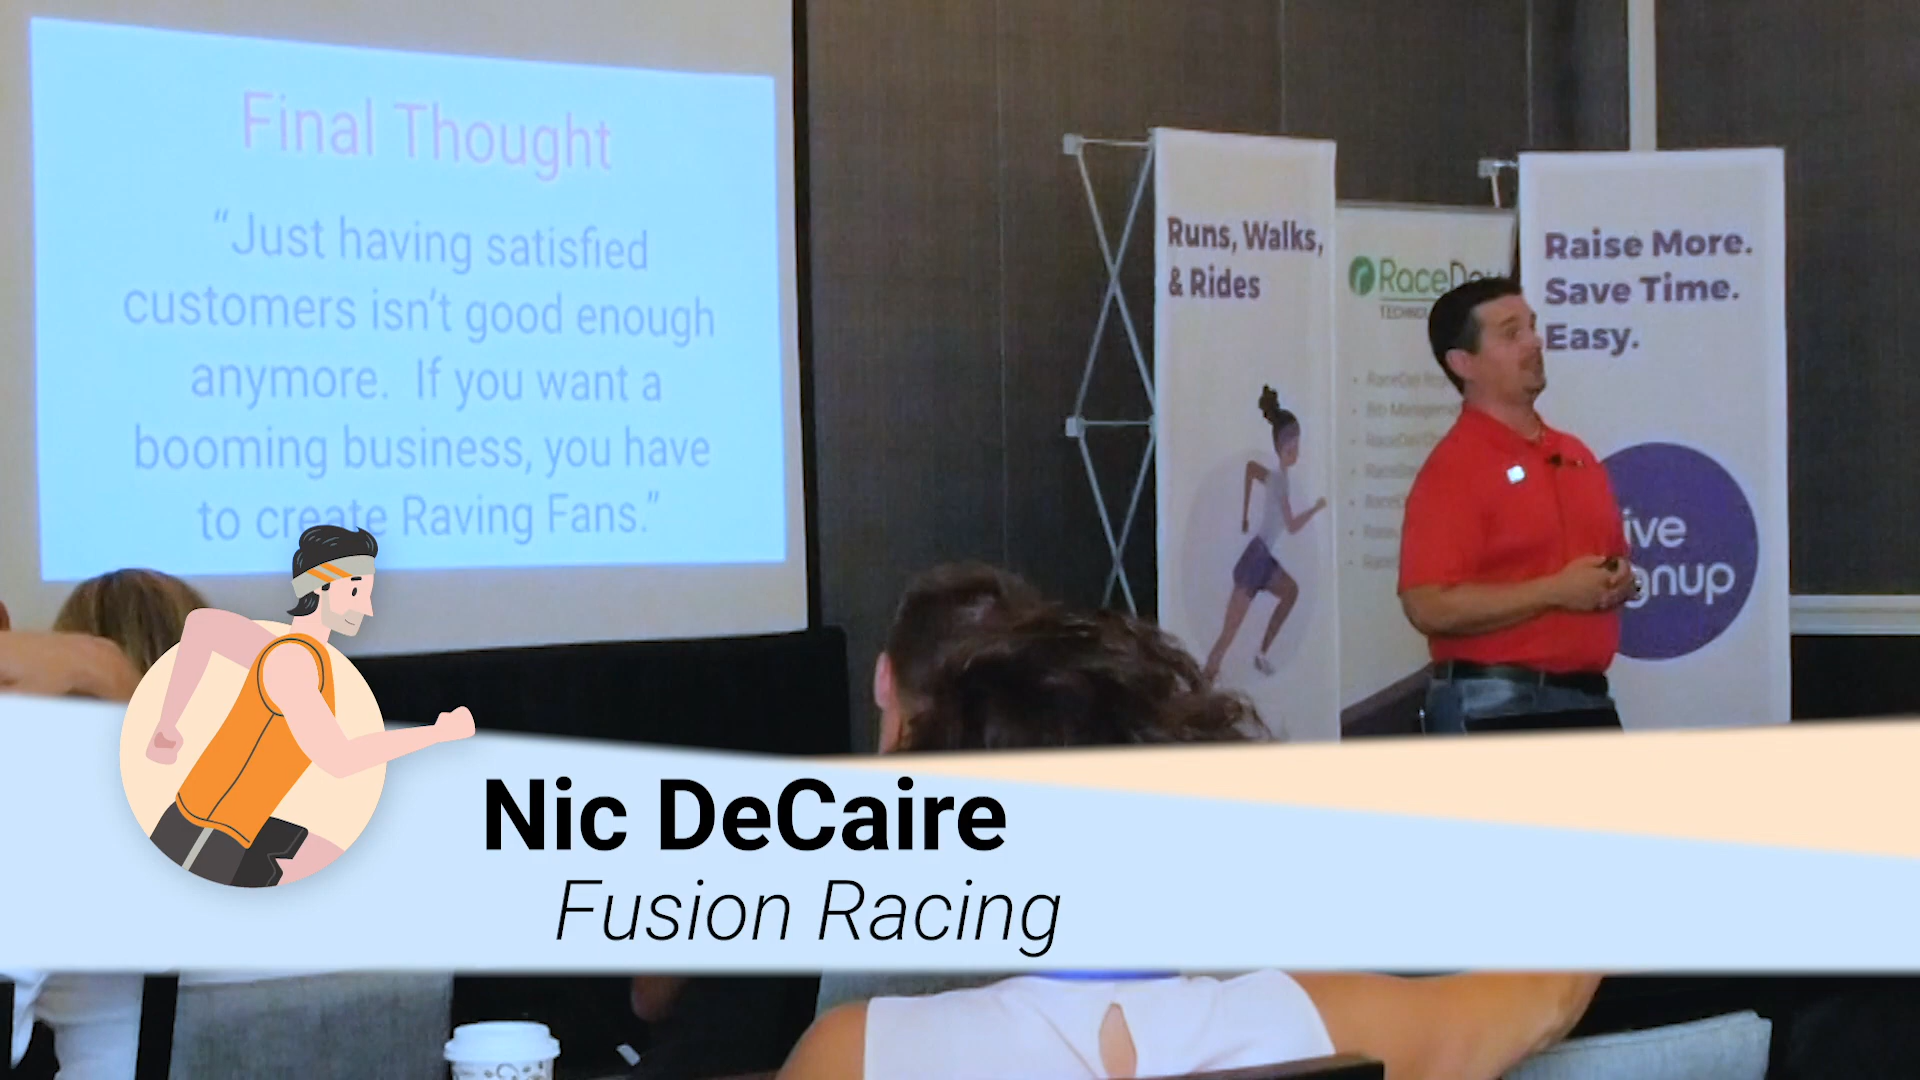 Final Thought
“Just having satisfied
customers isn’t good enough
anymore. If you want a
booming business, you have
to create Raving Fans.”
Runs, Walks,
& Rides
RaceDay
Raise More.
Save Time.
Easy.
Nic DeCaire
Fusion Racing